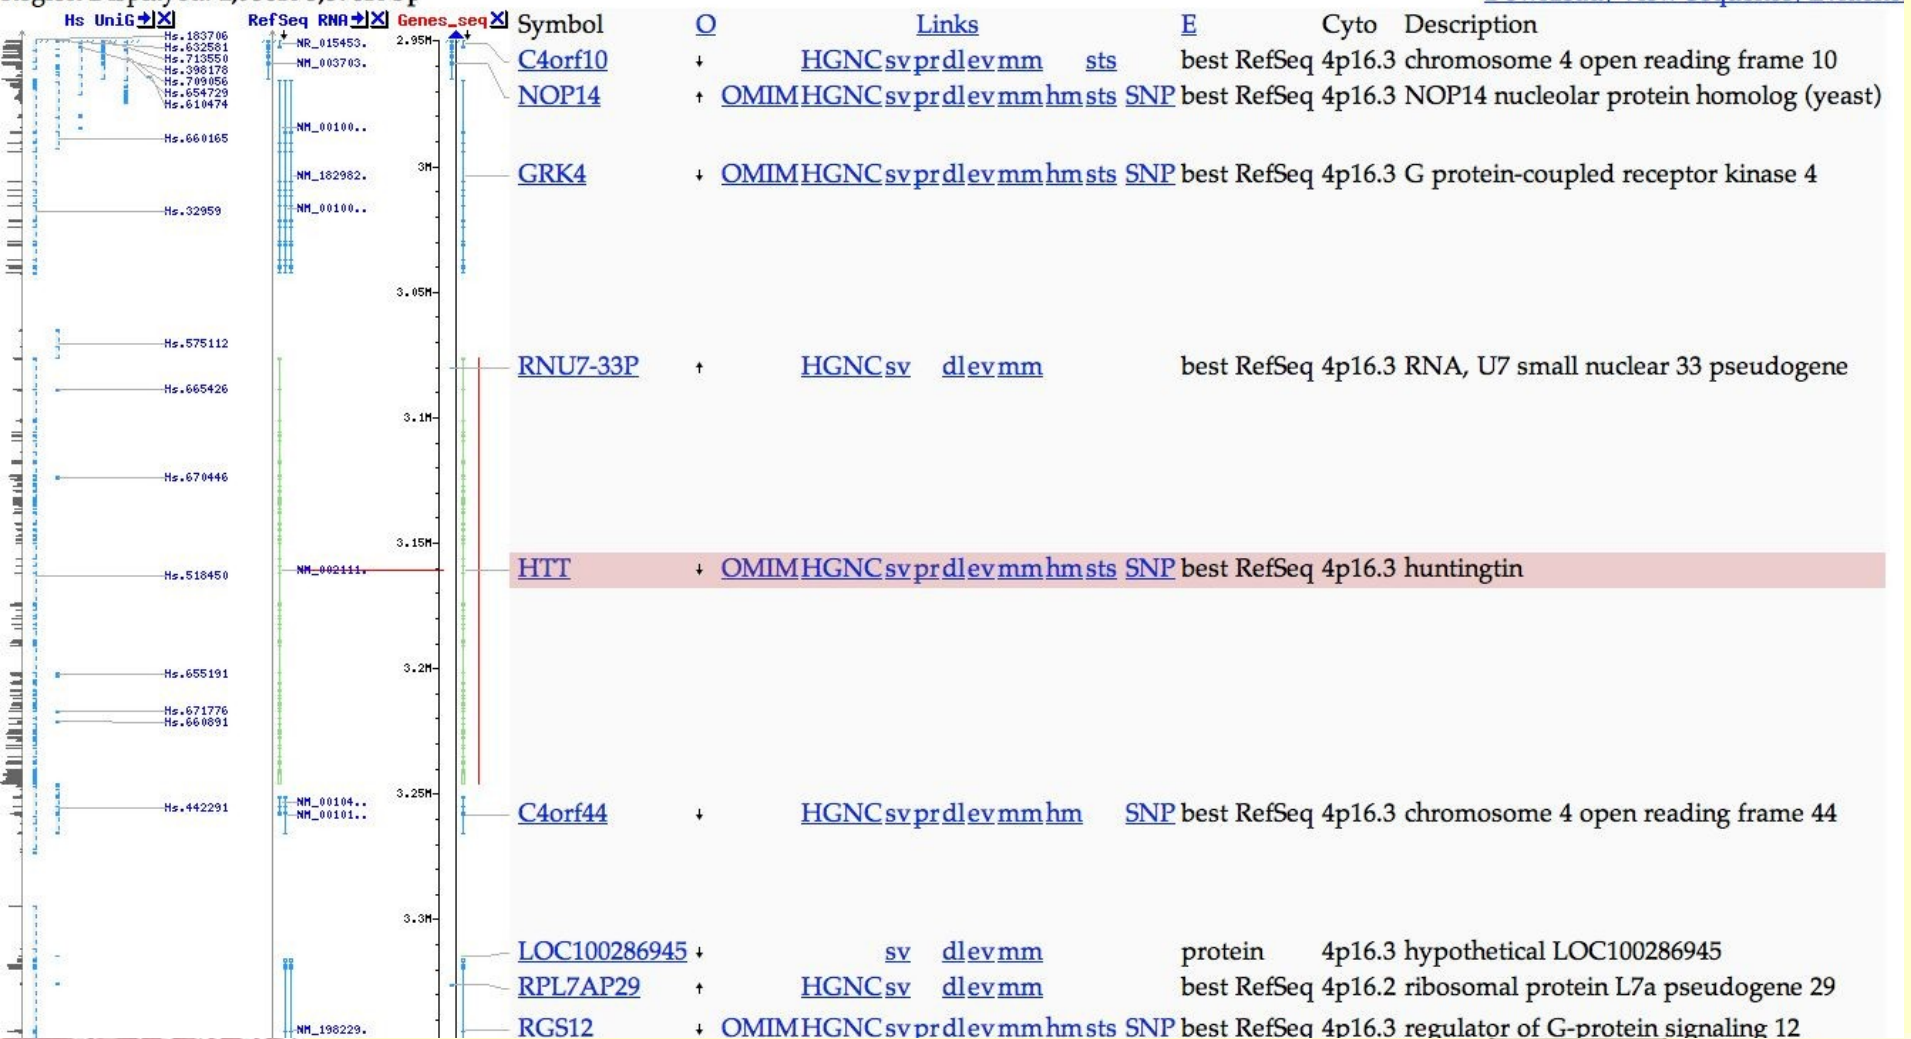 Hs UniG RefSeq RNA Genes_seq Symbol O Links E Cyto Description
Hs.183706
Hs.632581
Hs.713550
Hs.398178
Hs.709056
Hs.654729
Hs.610474
Hs.660165
Hs.32959
Hs.575112
Hs.665426
Hs.670446
Hs.518450
Hs.655191
Hs.671776
Hs.660891
Hs.442291
NR_015453.
NM_003703.
NM_00100..
NM_182982.
NM_00100..
NM_002111.
NM_00104..
NM_00101..
NM_198229.
2.95M
3M
3.05M
3.1M
3.15M
3.2M
3.25M
3.3M
C4orf10 ↓ HGNC sv pr dl ev mm sts best RefSeq 4p16.3 chromosome 4 open reading frame 10
NOP14 ↑ OMIM HGNC sv pr dl ev mm hm sts SNP best RefSeq 4p16.3 NOP14 nucleolar protein homolog (yeast)
GRK4 ↓ OMIM HGNC sv pr dl ev mm hm sts SNP best RefSeq 4p16.3 G protein-coupled receptor kinase 4
RNU7-33P ↑ HGNC sv dl ev mm best RefSeq 4p16.3 RNA, U7 small nuclear 33 pseudogene
HTT ↓ OMIM HGNC sv pr dl ev mm hm sts SNP best RefSeq 4p16.3 huntingtin
C4orf44 ↓ HGNC sv pr dl ev mm hm SNP best RefSeq 4p16.3 chromosome 4 open reading frame 44
LOC100286945 ↓ sv dl ev mm protein 4p16.3 hypothetical LOC100286945
RPL7AP29 ↑ HGNC sv dl ev mm best RefSeq 4p16.2 ribosomal protein L7a pseudogene 29
RGS12 ↓ OMIM HGNC sv pr dl ev mm hm sts SNP best RefSeq 4p16.3 regulator of G-protein signaling 12